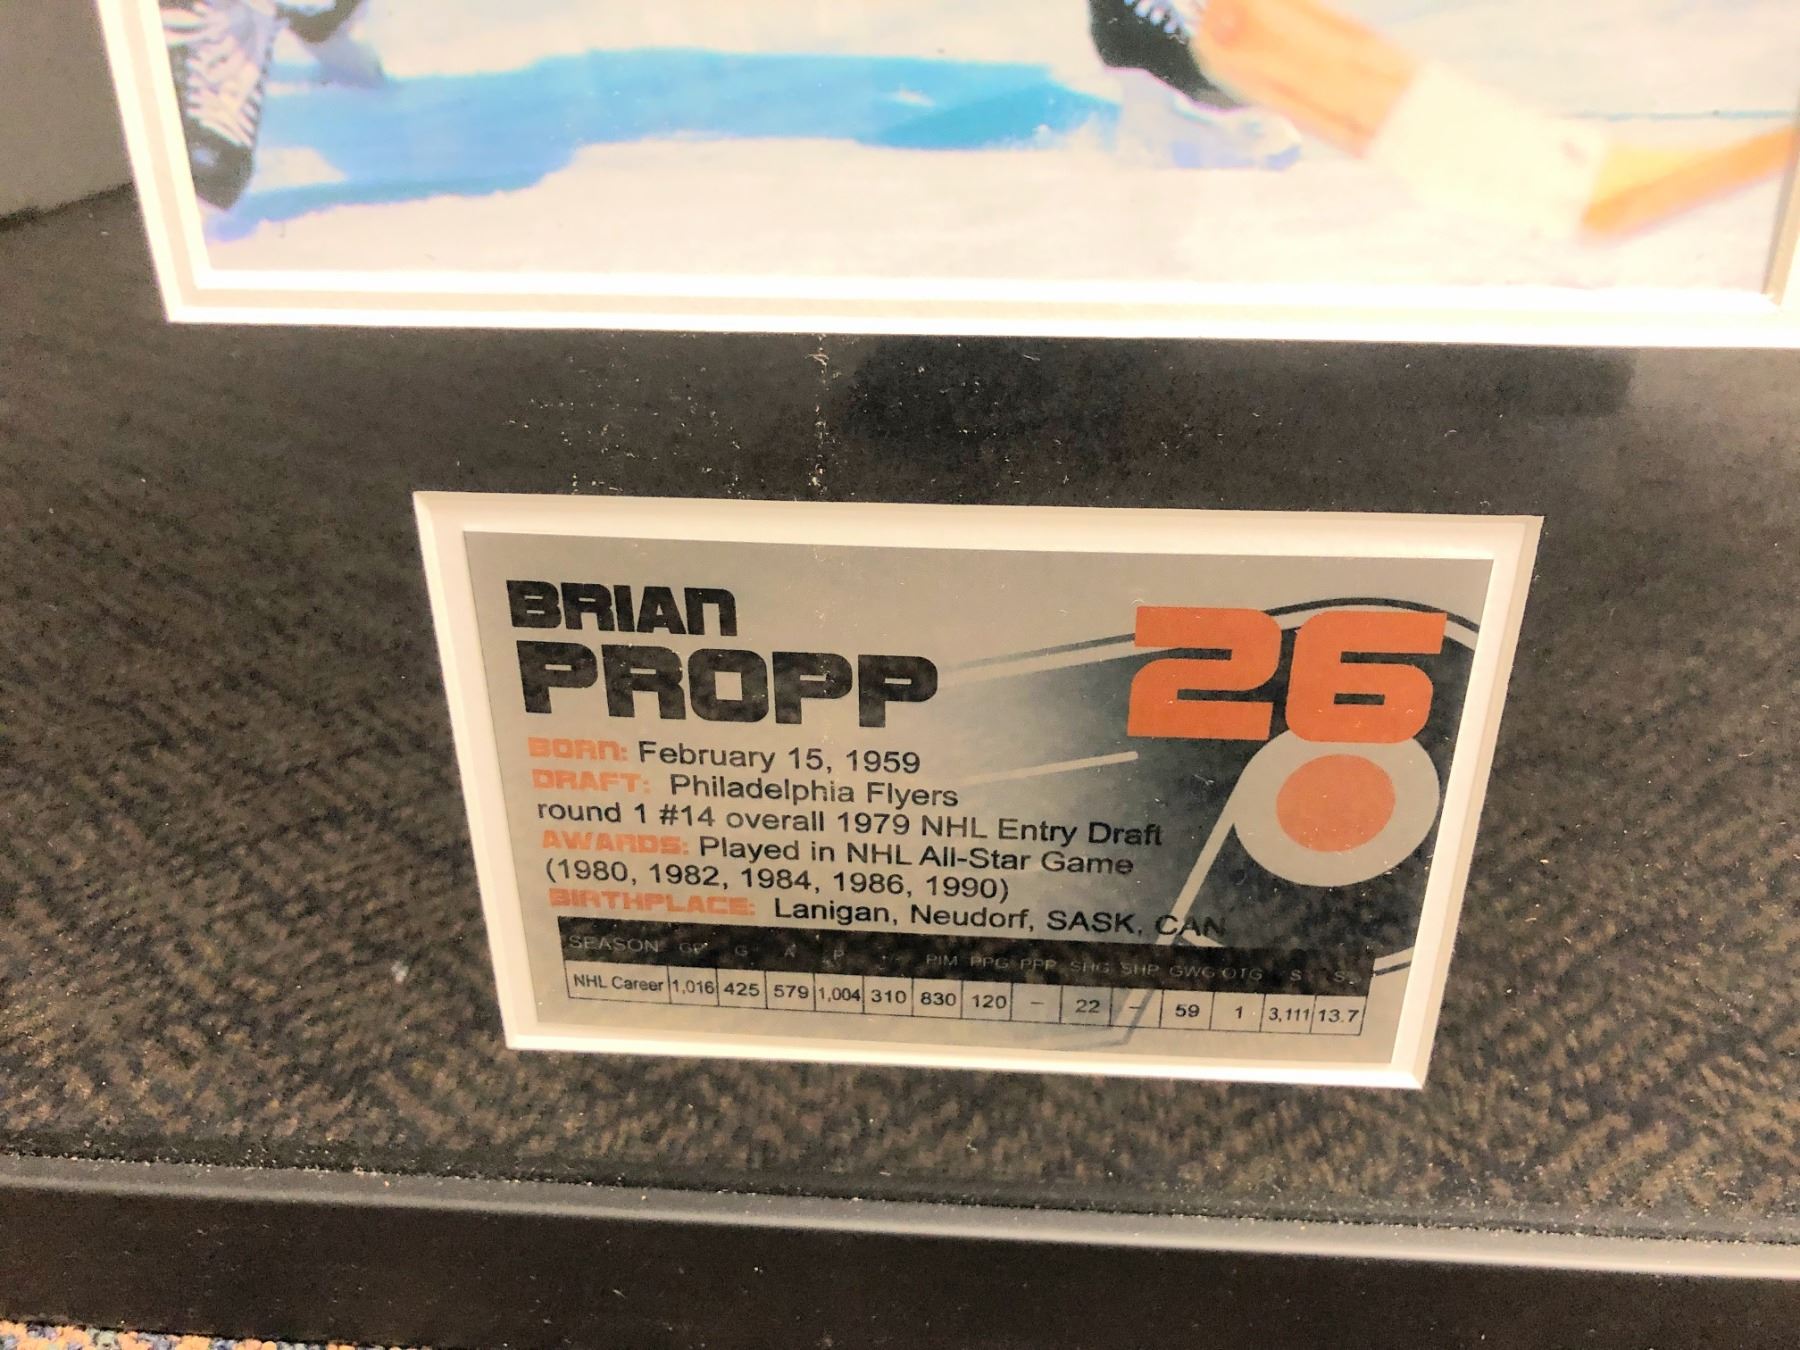 BRIAN
PROPP
26
BORN: February 15, 1959
DRAFT: Philadelphia Flyers
round 1 #14 overall 1979 NHL Entry Draft
AWARDS: Played in NHL All-Star Game
(1980, 1982, 1984, 1986, 1990)
BIRTHPLACE: Lanigan, Neudorf, SASK, CAN
SEASON GP G A P +/- PIM PPG PPP SHG SHP GWG OTG S
NHL Career 1,016 425 579 1,004 310 830 120 – 22 – 59 1 3,111 13.7